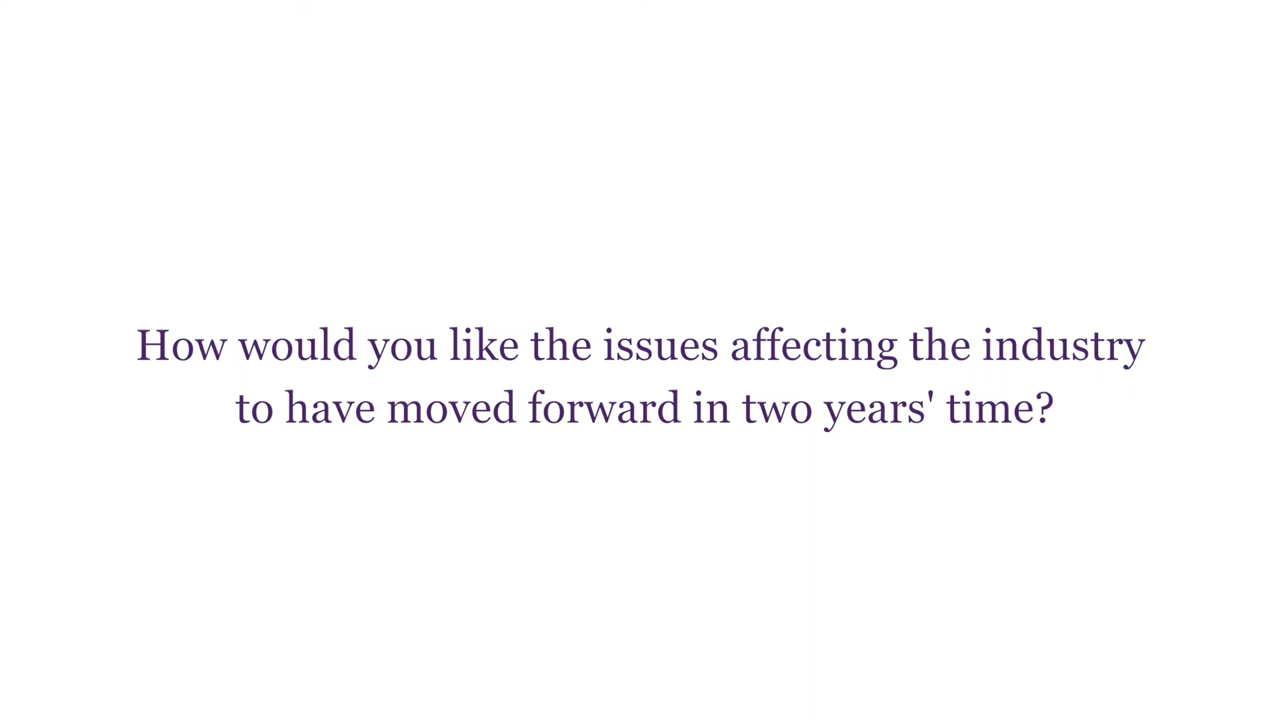 How would you like the issues affecting the industry
to have moved forward in two years' time?